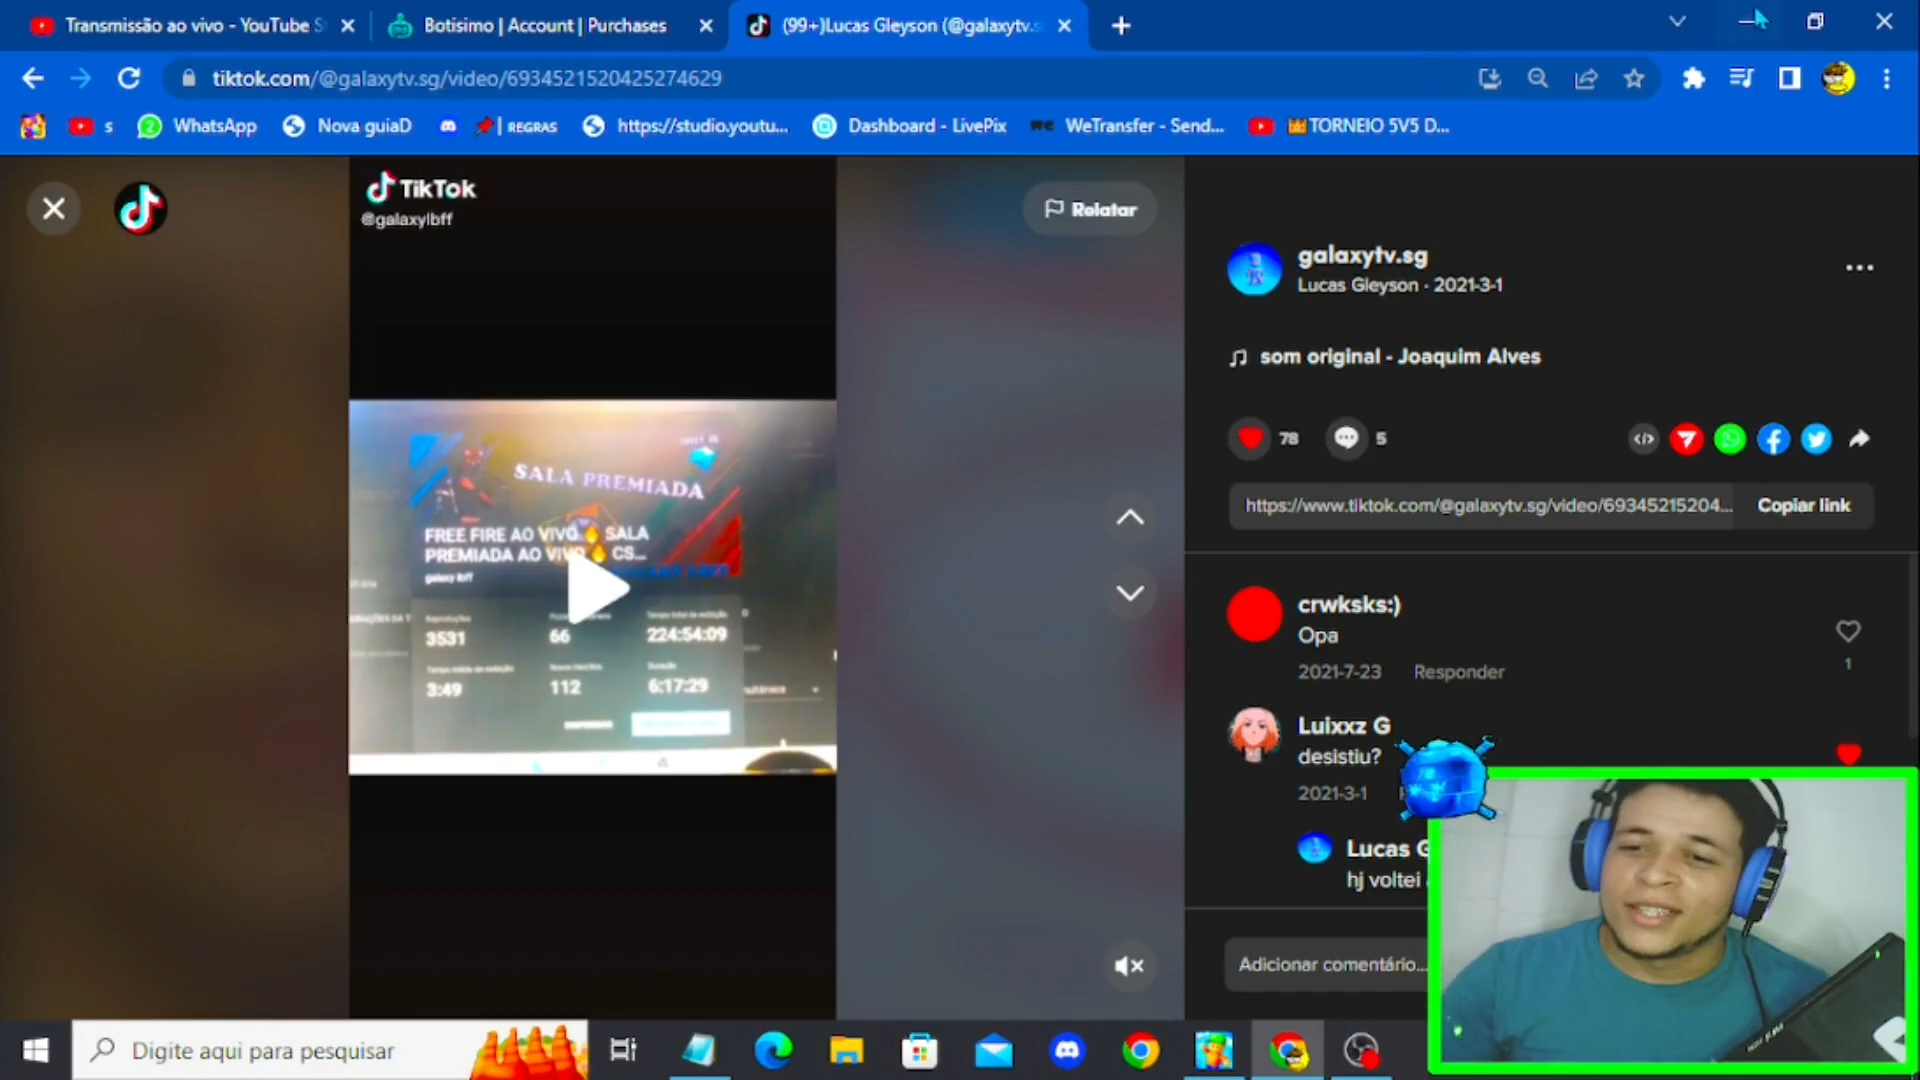 Transmissão ao vivo - YouTube S
Botisimo | Account | Purchases
(99+)Lucas Gleyson (@galaxytv.s
tiktok.com/@galaxytv.sg/video/6934521520425274629
s
WhatsApp
Nova guiaD
| REGRAS
https://studio.youtu...
Dashboard - LivePix
WeTransfer - Send...
TORNEIO 5V5 D...
TikTok
@galaxylbff
Relatar
galaxytv.sg
Lucas Gleyson · 2021-3-1
som original - Joaquim Alves
78
5
https://www.tiktok.com/@galaxytv.sg/video/69345215204...
Copiar link
SALA PREMIADA
FREE FIRE AO VIVO🔥 SALA
PREMIADA AO VIVO🔥 CS...
galaxy lbff
3531
66
224:54:09
3:49
112
6:17:29
crwksks:)
Opa
2021-7-23
Responder
1
Luixxz G
desistiu?
2021-3-1
Lucas G
hj voltei
Adicionar comentário...
Digite aqui para pesquisar